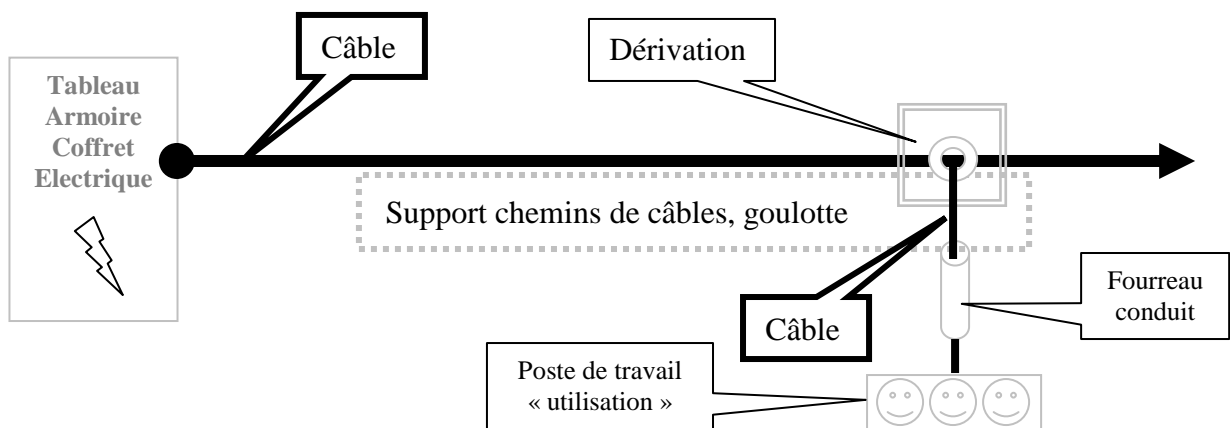 Câble
Dérivation
Tableau
Armoire
Coffret
Electrique
Support chemins de câbles, goulotte
Fourreau
conduit
Câble
Poste de travail
« utilisation »